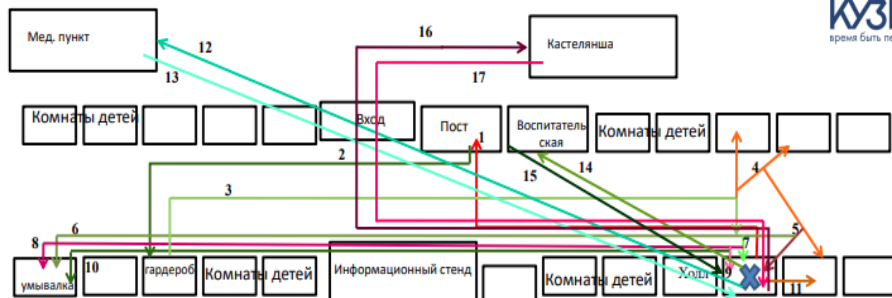 КУЗ
время быть пе
Мед. пункт
12
13
16
17
Кастелянша
Комнаты детей
Вход
Пост
1
Воспитатель
ская
Комнаты детей
2
15
14
4
3
5
6
7
8
умывалка
10
гардероб
Комнаты детей
Информационный стенд
Комнаты детей
Холл
9
11